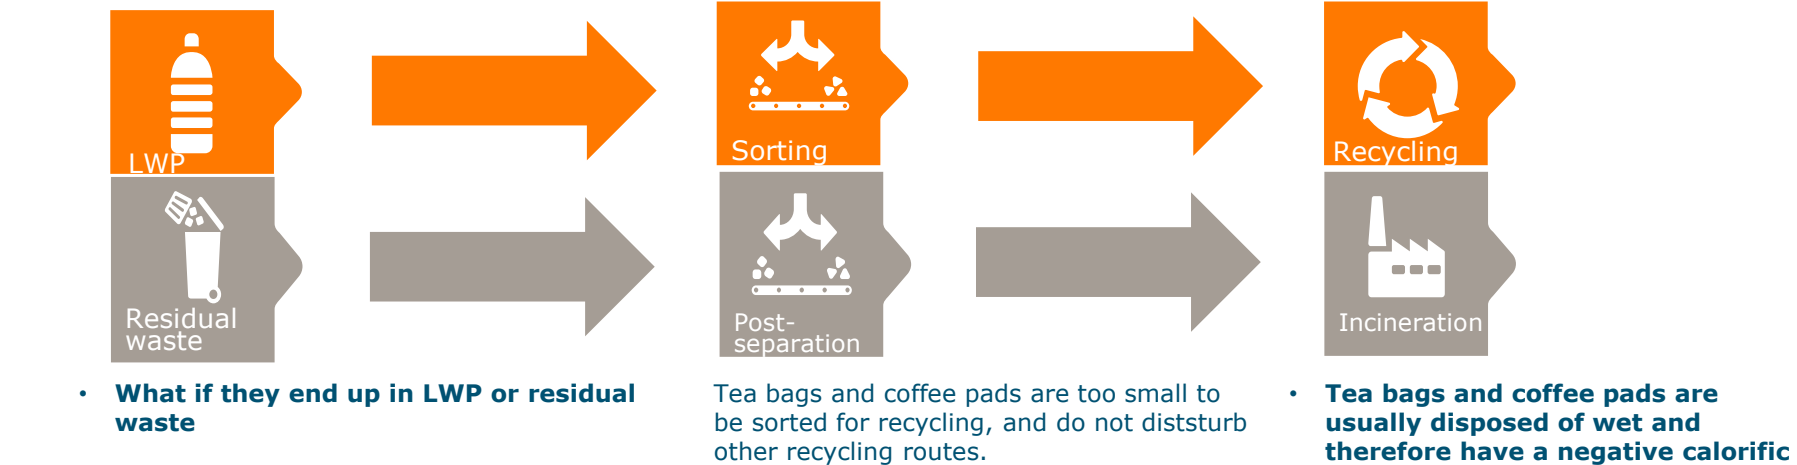 LWP
Sorting
Recycling
Residual
waste
Post-
separation
Incineration
• What if they end up in LWP or residual
waste
Tea bags and coffee pads are too small to
be sorted for recycling, and do not diststurb
other recycling routes.
• Tea bags and coffee pads are
usually disposed of wet and
therefore have a negative calorific